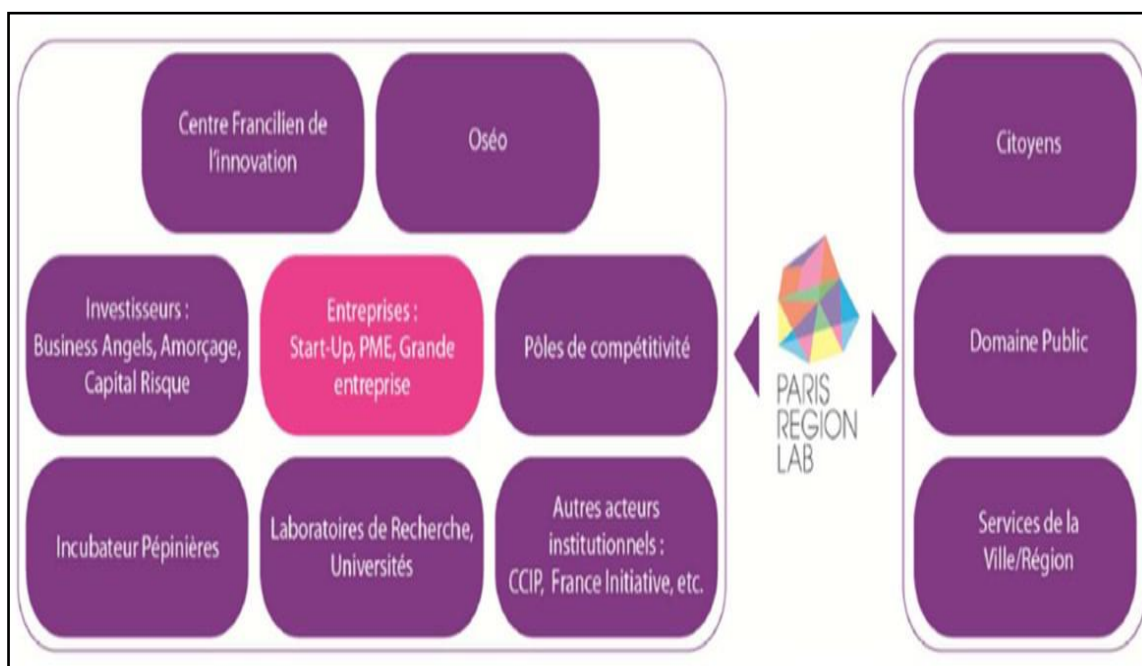 Centre Francilien de
l'innovation
Oséo
Investisseurs :
Business Angels, Amorçage,
Capital Risque
Entreprises :
Start-Up, PME, Grande
entreprise
Pôles de compétitivité
Incubateur Pépinières
Laboratoires de Recherche,
Universités
Autres acteurs
institutionnels :
CCIP, France Initiative, etc.
PARIS
REGION
LAB
Citoyens
Domaine Public
Services de la
Ville/Région